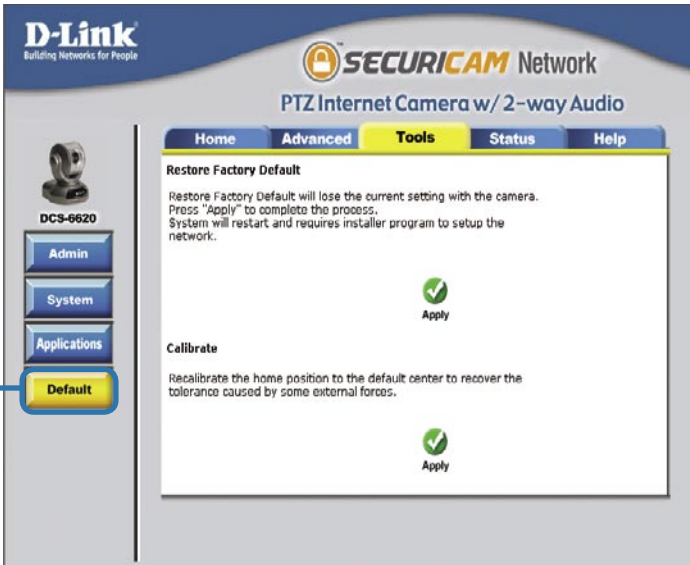 D-Link
Building Networks for People
SECURICAM Network
PTZ Internet Camera w/ 2-way Audio
Home
Advanced
Tools
Status
Help
DCS-6620
Admin
System
Applications
Default
Restore Factory Default
Restore Factory Default will lose the current setting with the camera.
Press "Apply" to complete the process.
System will restart and requires installer program to setup the
network.
Apply
Calibrate
Recalibrate the home position to the default center to recover the
tolerance caused by some external forces.
Apply